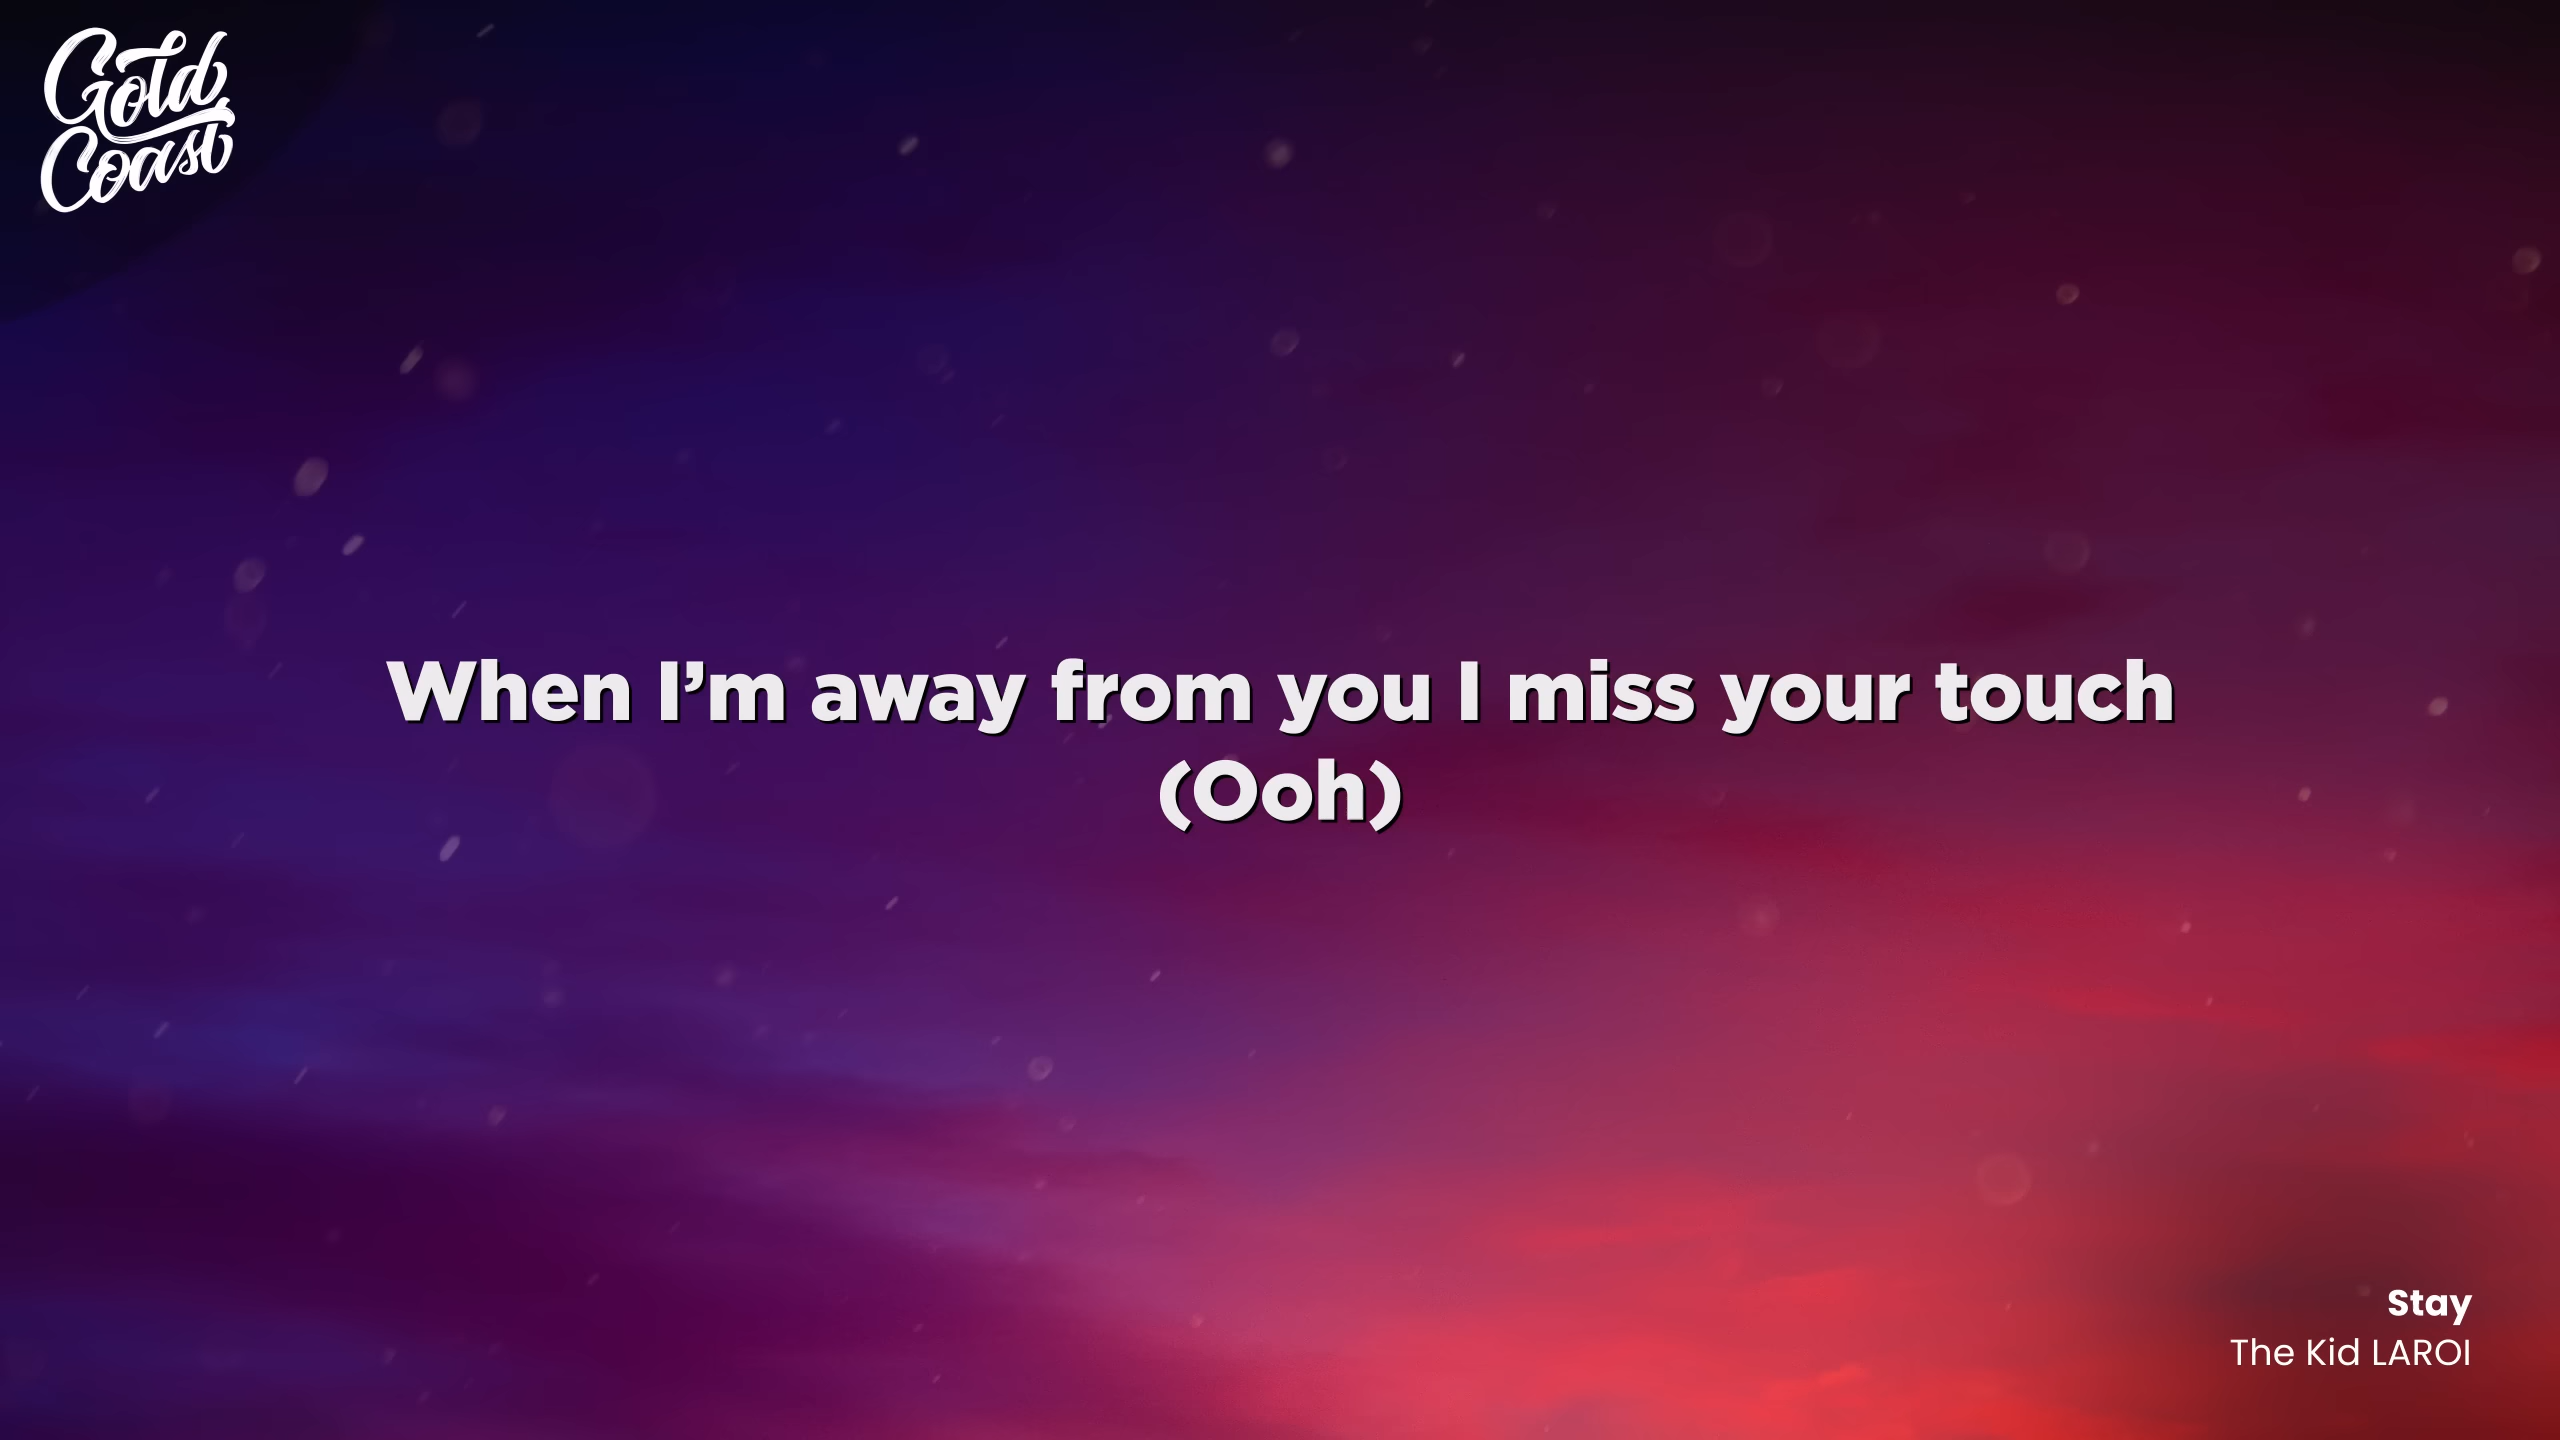 Gold
Coast
When I’m away from you I miss your touch
(Ooh)
Stay
The Kid LAROI